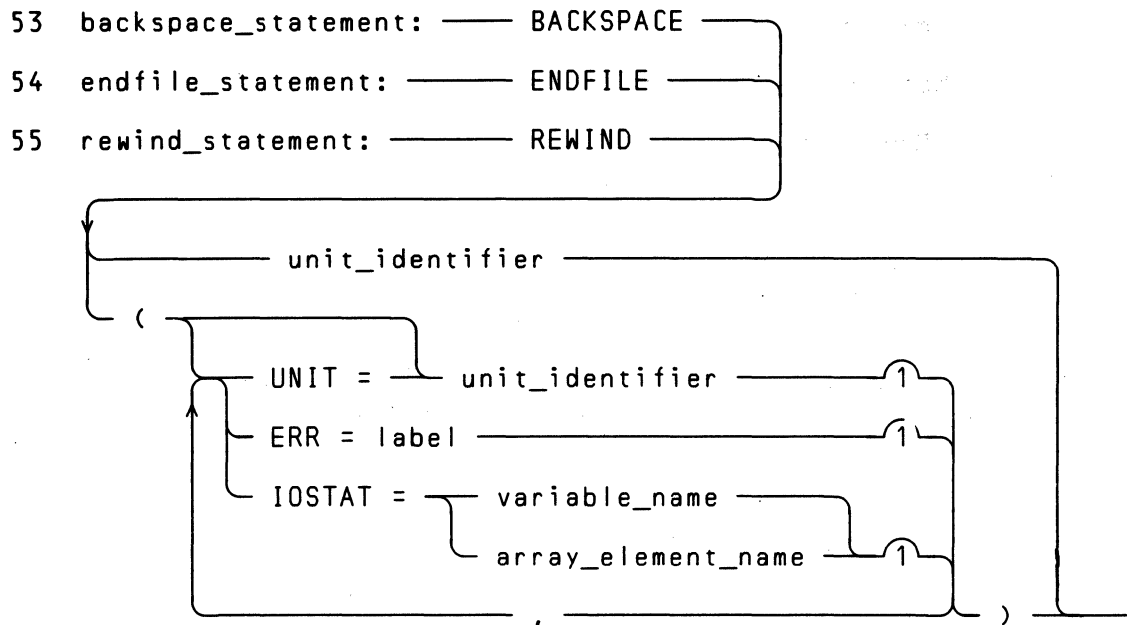 53 backspace_statement: BACKSPACE
54 endfile_statement: ENDFILE
55 rewind_statement: REWIND
unit_identifier
(
UNIT = unit_identifier 1
ERR = label 1
IOSTAT = variable_name
array_element_name 1
, )